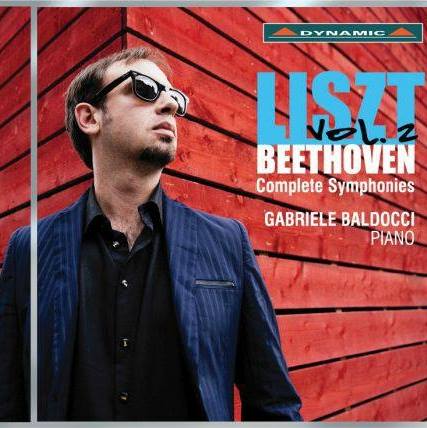 DYNAMIC
LISZT
VOL. 2
BEETHOVEN
Complete Symphonies
GABRIELE BALDOCCI
PIANO